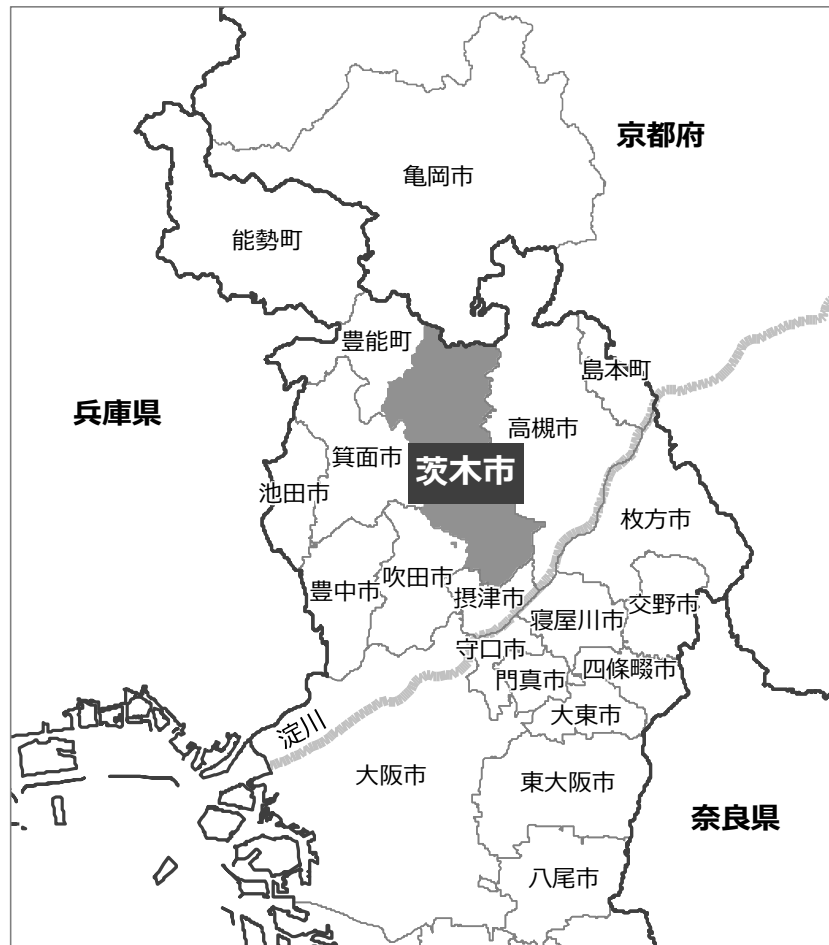 京都府
亀岡市
能勢町
豊能町
島本町
兵庫県
高槻市
箕面市
茨木市
池田市
枚方市
吹田市
豊中市
摂津市
交野市
寝屋川市
守口市
四條畷市
門真市
大東市
淀川
大阪市
東大阪市
奈良県
八尾市